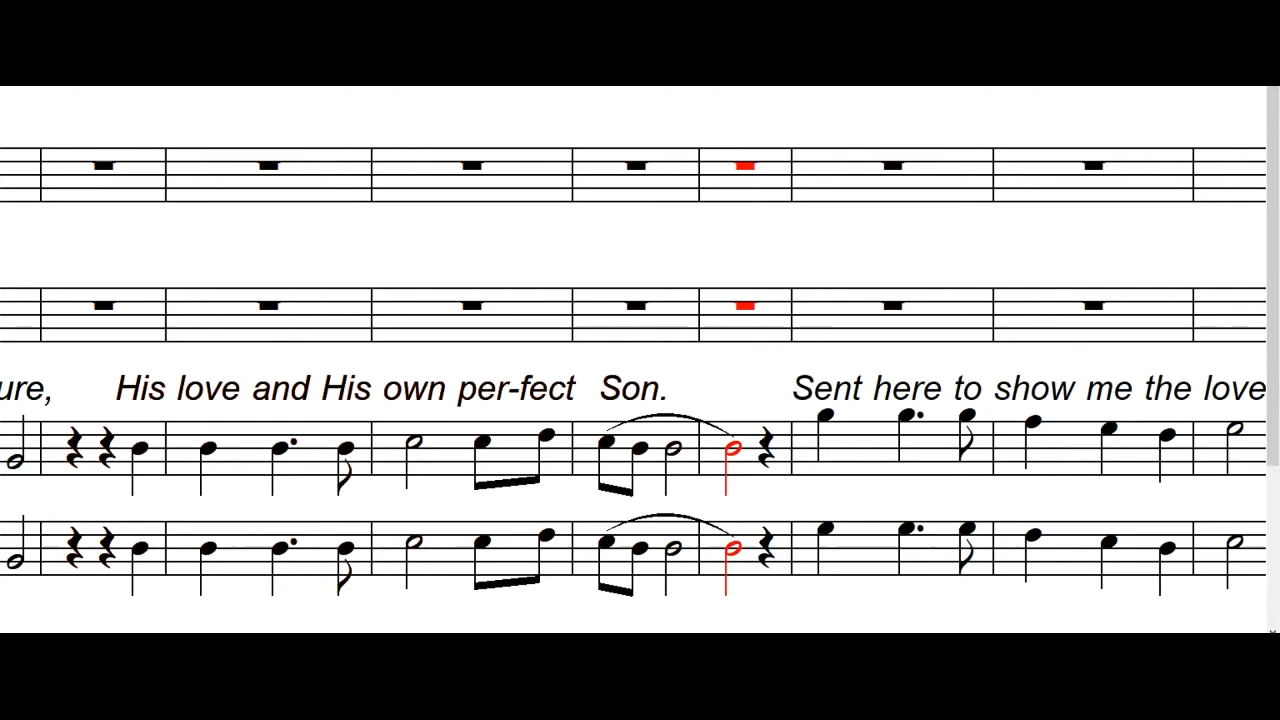 ure, His love and His own per-fect Son. Sent here to show me the love